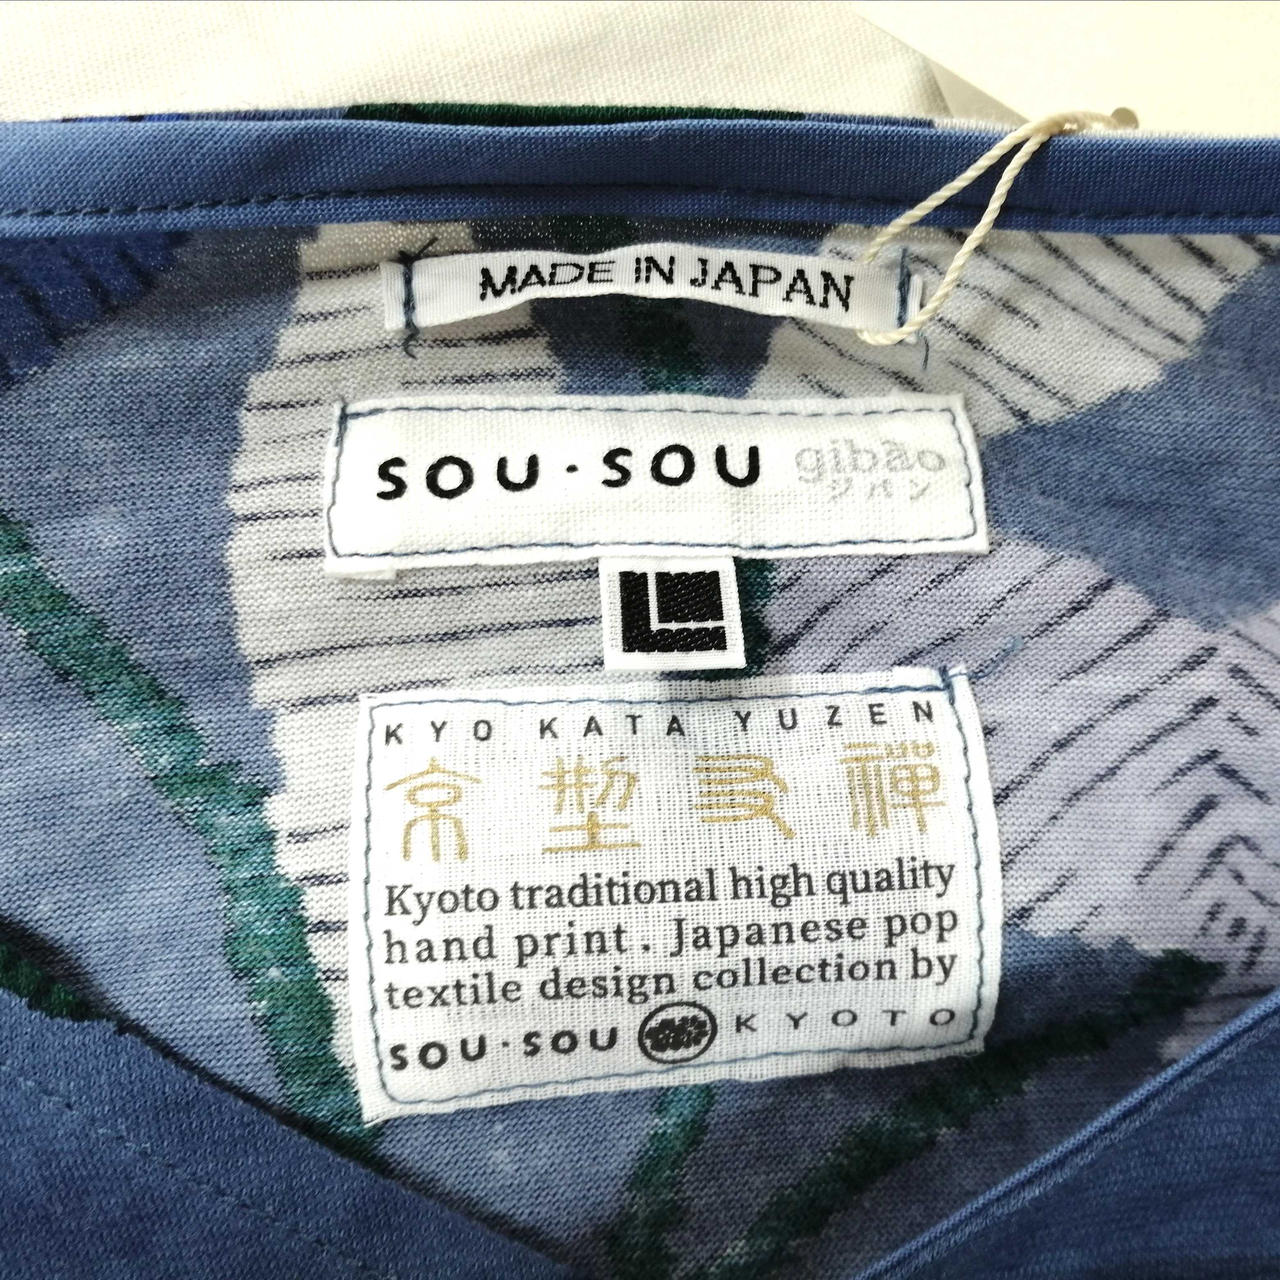 MADE IN JAPAN
SOU・SOU gibão
ジバン
L
KYO KATA YUZEN
京型友禅
Kyoto traditional high quality
hand print. Japanese pop
textile design collection by
SOU・SOU KYOTO